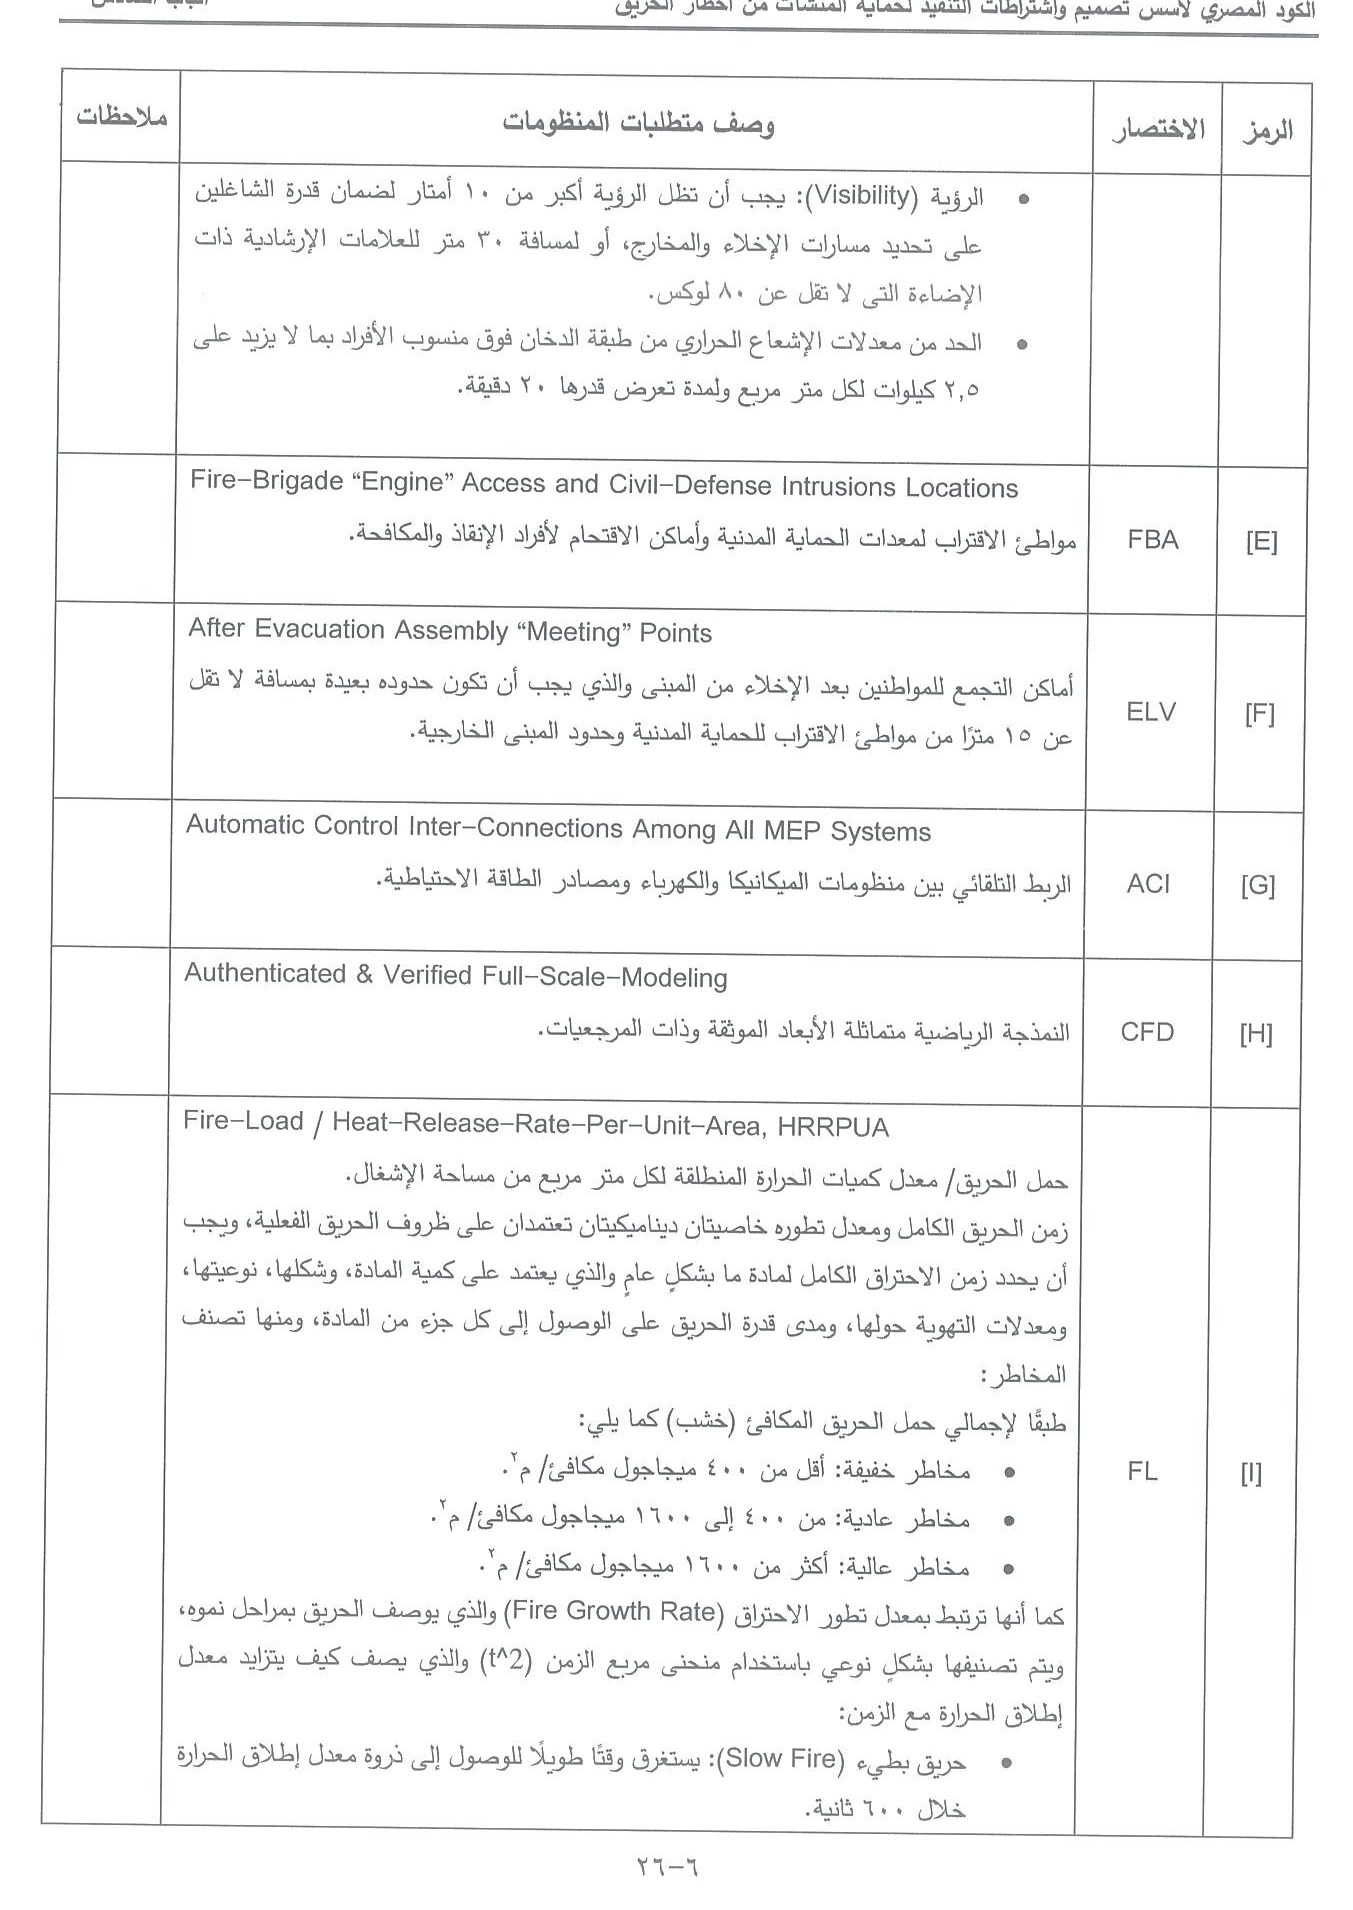 الكود المصري لأسس تصميم واشتراطات التنفيذ لحماية المنشآت من أخطار الحريق
الرمز الاختصار وصف متطلبات المنظومات ملاحظات
• الرؤية (Visibility): يجب أن تظل الرؤية أكبر من ١٠ أمتار لضمان قدرة الشاغلين
على تحديد مسارات الإخلاء والمخارج، أو لمسافة ٣٠ متر للعلامات الإرشادية ذات
الإضاءة التى لا تقل عن ٨٠ لوكس.
• الحد من معدلات الإشعاع الحراري من طبقة الدخان فوق منسوب الأفراد بما لا يزيد على
٢,٥ كيلوات لكل متر مربع ولمدة تعرض قدرها ٢٠ دقيقة.
Fire–Brigade “Engine” Access and Civil–Defense Intrusions Locations
[E] FBA مواطئ الاقتراب لمعدات الحماية المدنية وأماكن الاقتحام لأفراد الإنقاذ والمكافحة.
After Evacuation Assembly “Meeting” Points
أماكن التجمع للمواطنين بعد الإخلاء من المبنى والذي يجب أن تكون حدوده بعيدة بمسافة لا تقل
[F] ELV
عن ١٥ مترًا من مواطئ الاقتراب للحماية المدنية وحدود المبنى الخارجية.
Automatic Control Inter–Connections Among All MEP Systems
[G] ACI الربط التلقائي بين منظومات الميكانيكا والكهرباء ومصادر الطاقة الاحتياطية.
Authenticated & Verified Full–Scale–Modeling
[H] CFD النمذجة الرياضية متماثلة الأبعاد الموثقة وذات المرجعيات.
Fire–Load / Heat–Release–Rate–Per–Unit–Area, HRRPUA
حمل الحريق/ معدل كميات الحرارة المنطلقة لكل متر مربع من مساحة الإشغال.
زمن الحريق الكامل ومعدل تطوره خاصيتان ديناميكيتان تعتمدان على ظروف الحريق الفعلية، ويجب
أن يحدد زمن الاحتراق الكامل لمادة ما بشكلٍ عامٍ والذي يعتمد على كمية المادة، وشكلها، نوعيتها،
ومعدلات التهوية حولها، ومدى قدرة الحريق على الوصول إلى كل جزء من المادة، ومنها تصنف
المخاطر:
طبقًا لإجمالي حمل الحريق المكافئ (خشب) كما يلي:
[I] FL • مخاطر خفيفة: أقل من ٤٠٠ ميجاجول مكافئ/ م٢.
• مخاطر عادية: من ٤٠٠ إلى ١٦٠٠ ميجاجول مكافئ/ م٢.
• مخاطر عالية: أكثر من ١٦٠٠ ميجاجول مكافئ/ م٢.
كما أنها ترتبط بمعدل تطور الاحتراق (Fire Growth Rate) والذي يوصف الحريق بمراحل نموه،
ويتم تصنيفها بشكلٍ نوعي باستخدام منحنى مربع الزمن (t^2) والذي يصف كيف يتزايد معدل
إطلاق الحرارة مع الزمن:
• حريق بطيء (Slow Fire): يستغرق وقتًا طويلًا للوصول إلى ذروة معدل إطلاق الحرارة
خلال ٦٠٠ ثانية.
٦–٢٦